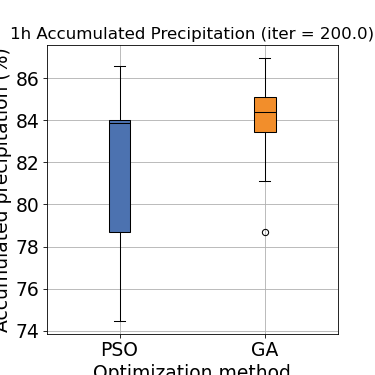 1h Accumulated Precipitation (iter = 200.0)
Accumulated precipitation (%)
86
84
82
80
78
76
74
PSO GA
Optimization method